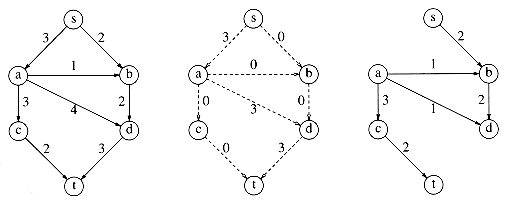 s s s
3 2 3 0 2
a 1 b a 0 b a 1 b
3 4 2 0 3 0 3 1 2
c d c d c d
2 3 0 3 2
t t t